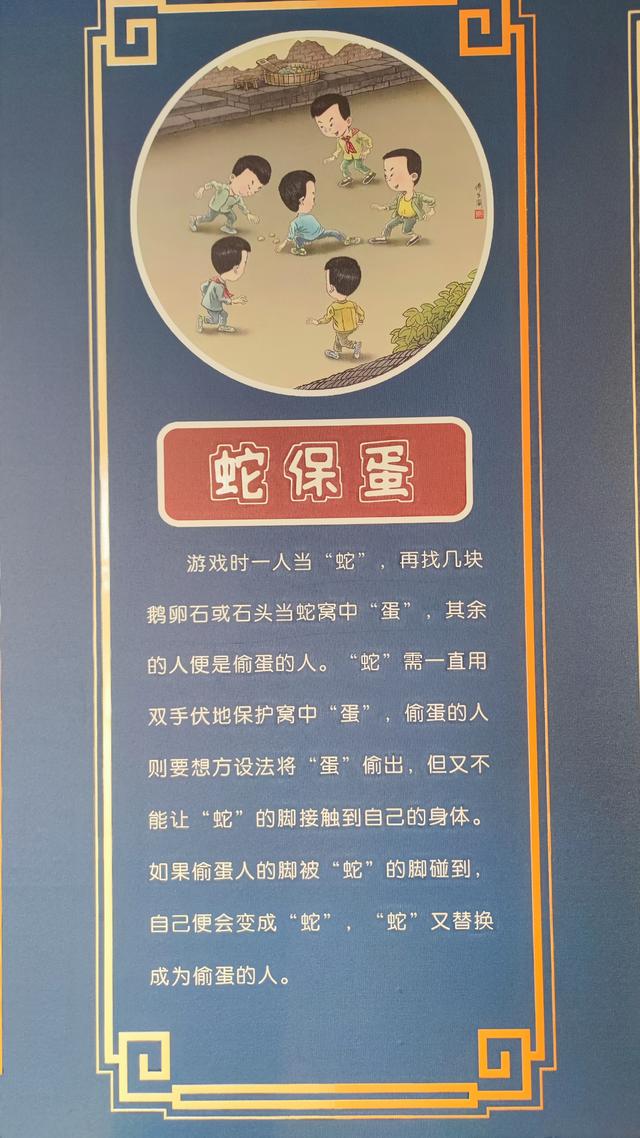 蛇保蛋
游戏时一人当“蛇”，再找几块
鹅卵石或石头当蛇窝中“蛋”，其余
的人便是偷蛋的人。“蛇”需一直用
双手伏地保护窝中“蛋”，偷蛋的人
则要想方设法将“蛋”偷出，但又不
能让“蛇”的脚接触到自己的身体。
如果偷蛋人的脚被“蛇”的脚碰到，
自己便会变成“蛇”，“蛇”又替换
成为偷蛋的人。